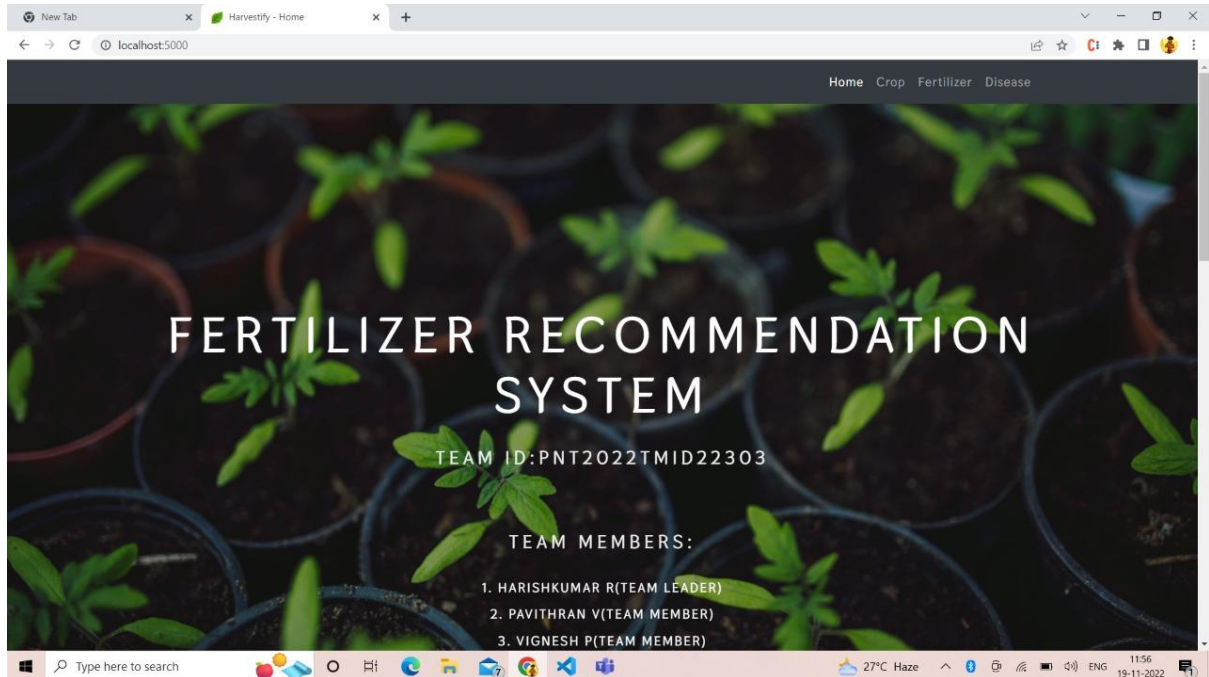 New Tab
Harvestify - Home
localhost:5000
Home Crop Fertilizer Disease
FERTILIZER RECOMMENDATION
SYSTEM
TEAM ID:PNT2022TMID22303
TEAM MEMBERS:
1. HARISHKUMAR R(TEAM LEADER)
2. PAVITHRAN V(TEAM MEMBER)
3. VIGNESH P(TEAM MEMBER)
Type here to search
7
27°C Haze
ENG
11:56
19-11-2022
1